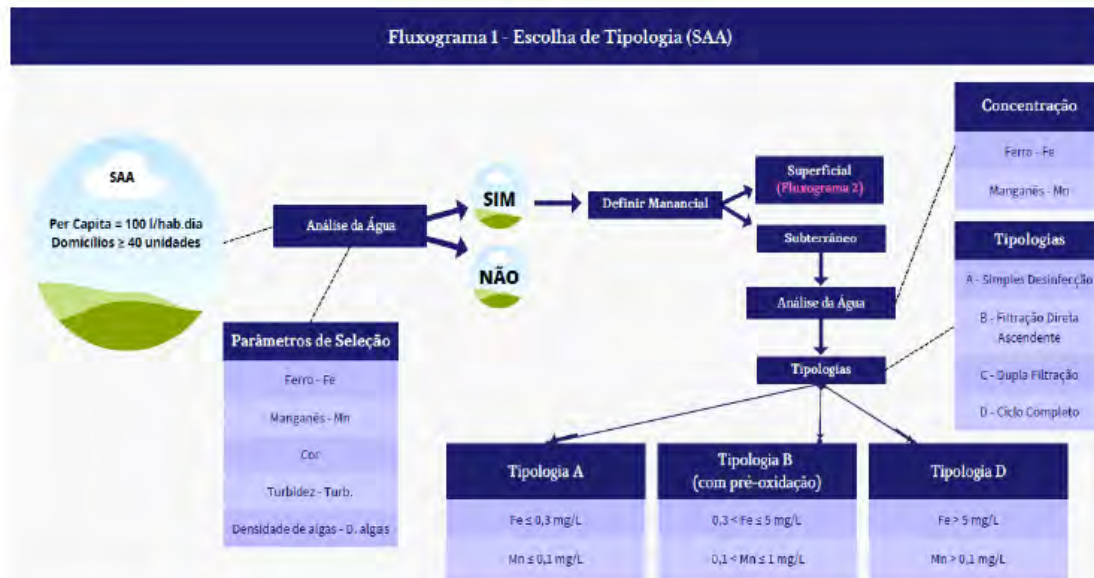 Fluxograma 1 - Escolha de Tipologia (SAA)
SAA
Per Capita = 100 l/hab.dia
Domicílios ≥ 40 unidades
Análise da Água
SIM
NÃO
Definir Manancial
Superficial
(Fluxograma 2)
Subterrâneo
Análise da Água
Tipologias
Concentração
Ferro - Fe
Manganês - Mn
Tipologias
A - Simples Desinfecção
B - Filtração Direta
Ascendente
C - Dupla Filtração
D - Ciclo Completo
Parâmetros de Seleção
Ferro - Fe
Manganês - Mn
Cor
Turbidez - Turb.
Densidade de algas - D. algas
Tipologia A
Fe ≤ 0,3 mg/L
Mn ≤ 0,1 mg/L
Tipologia B
(com pré-oxidação)
0,3 < Fe ≤ 5 mg/L
0,1 < Mn ≤ 1 mg/L
Tipologia D
Fe > 5 mg/L
Mn > 0,1 mg/L